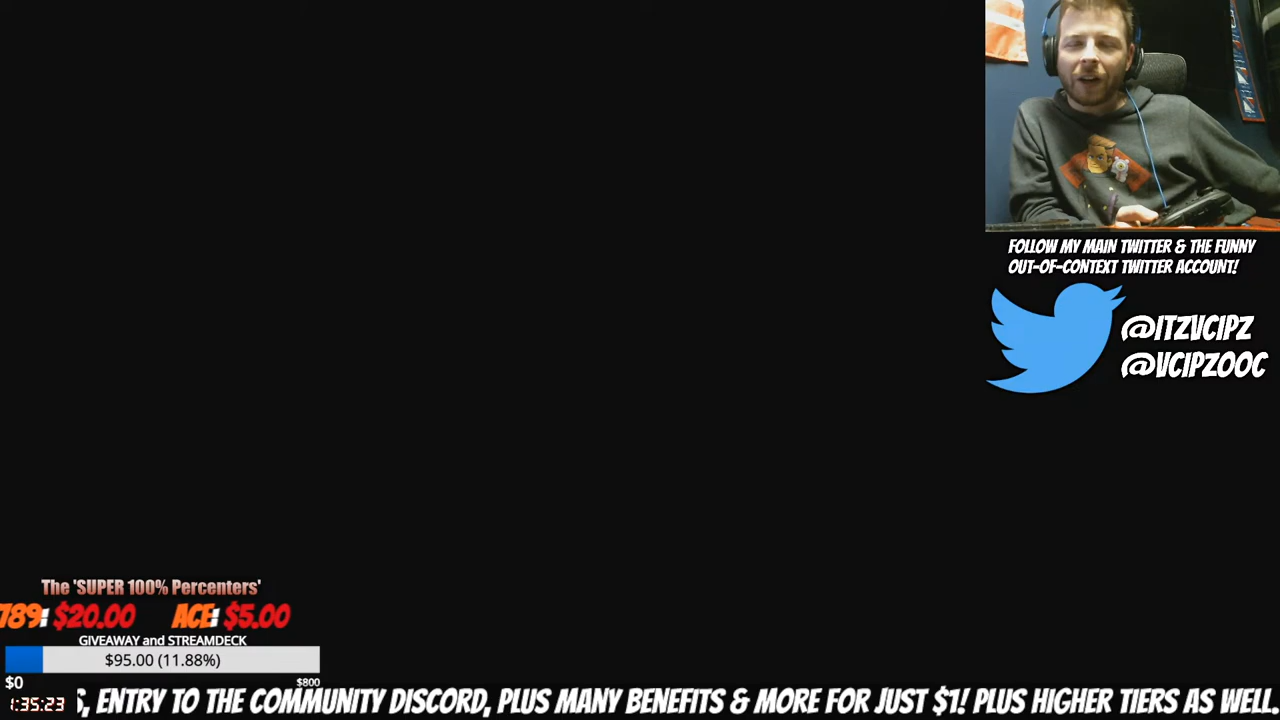 FOLLOW MY MAIN TWITTER & THE FUNNY
OUT-OF-CONTEXT TWITTER ACCOUNT!
@ITZVCIPZ
@VCIPZOOC
The 'SUPER 100% Percenters'
789: $20.00 ACE: $5.00
GIVEAWAY and STREAMDECK
$95.00 (11.88%)
$0 $800
1:35:23
, ENTRY TO THE COMMUNITY DISCORD, PLUS MANY BENEFITS & MORE FOR JUST $1! PLUS HIGHER TIERS AS WELL.